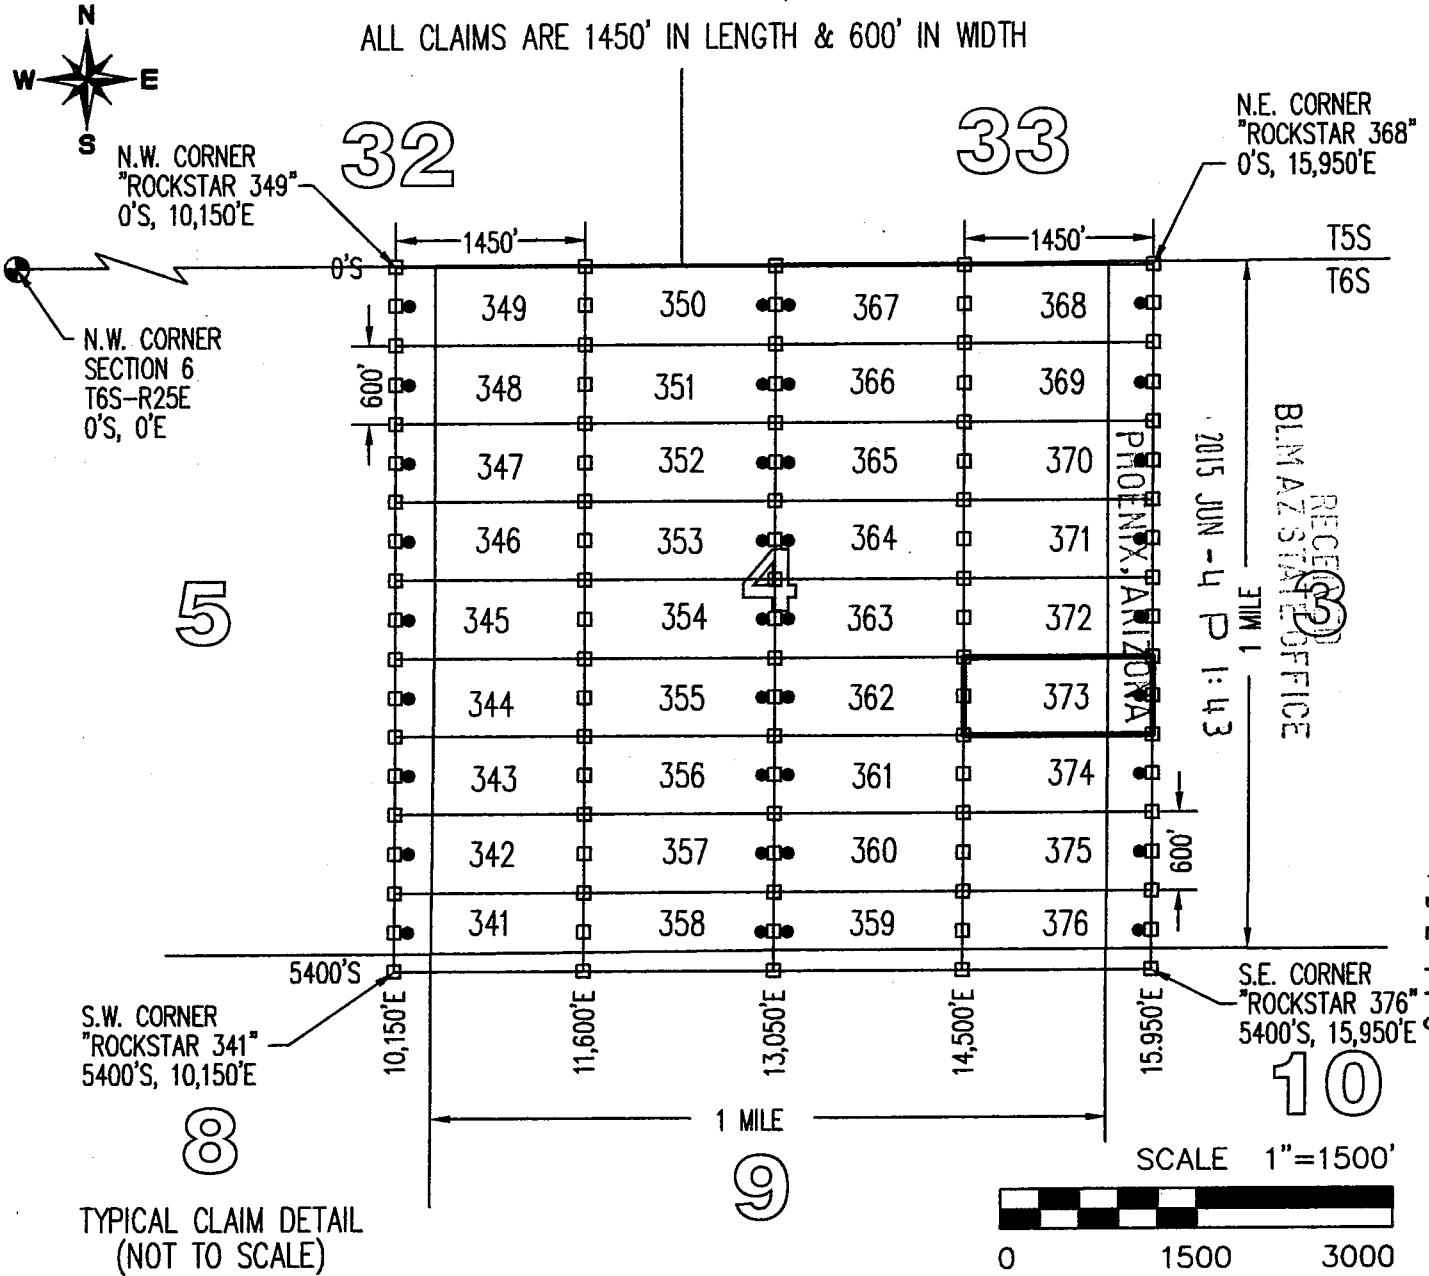 N
W E
S
ALL CLAIMS ARE 1450' IN LENGTH & 600' IN WIDTH
32
33
N.W. CORNER
"ROCKSTAR 349"
0'S, 10,150'E
N.E. CORNER
"ROCKSTAR 368"
0'S, 15,950'E
1450'
1450'
T5S
T6S
0'S
N.W. CORNER
SECTION 6
T6S-R25E
0'S, 0'E
600'
349 350 367 368
348 351 366 369
347 352 365 370
346 353 364 371
345 354 363 372
344 355 362 373
343 356 361 374
342 357 360 375
341 358 359 376
5
4
3
1 MILE
600'
RECEIVED
BLM AZ STATE OFFICE
2015 JUN -4 P 1:43
PHOENIX, ARIZONA
5400'S
10,150'E
11,600'E
13,050'E
14,500'E
15.950'E
S.W. CORNER
"ROCKSTAR 341"
5400'S, 10,150'E
S.E. CORNER
"ROCKSTAR 376"
5400'S, 15,950'E
8
1 MILE
9
10
TYPICAL CLAIM DETAIL
(NOT TO SCALE)
SCALE 1"=1500'
0 1500 3000